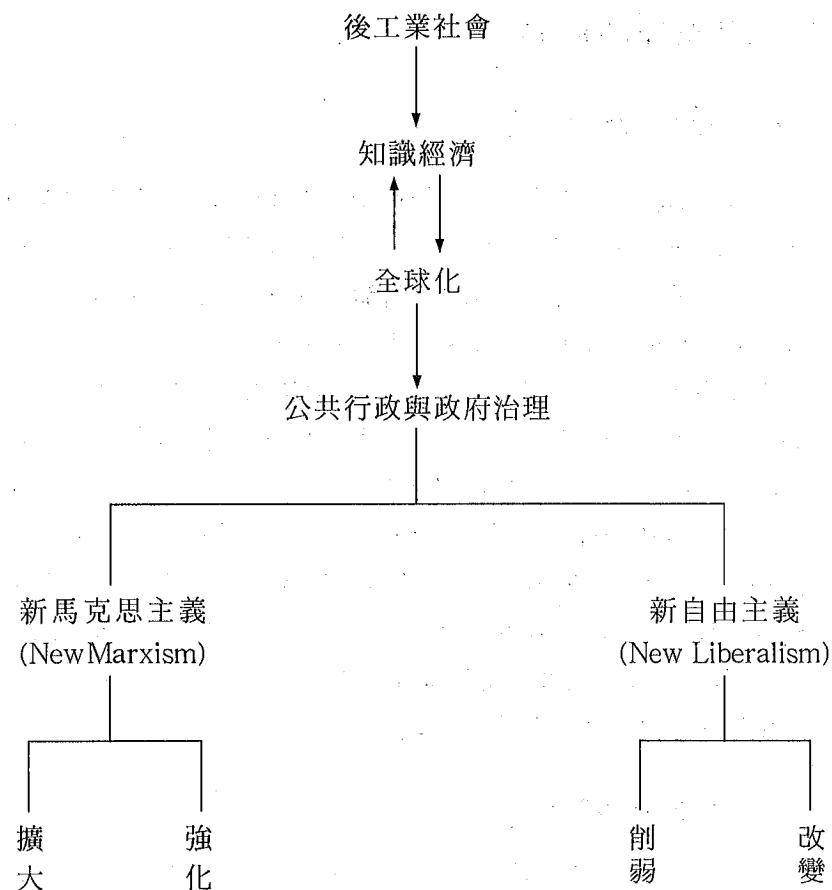 後工業社會
知識經濟
全球化
公共行政與政府治理
新馬克思主義
(New Marxism)
新自由主義
(New Liberalism)
擴大
強化
削弱
改變